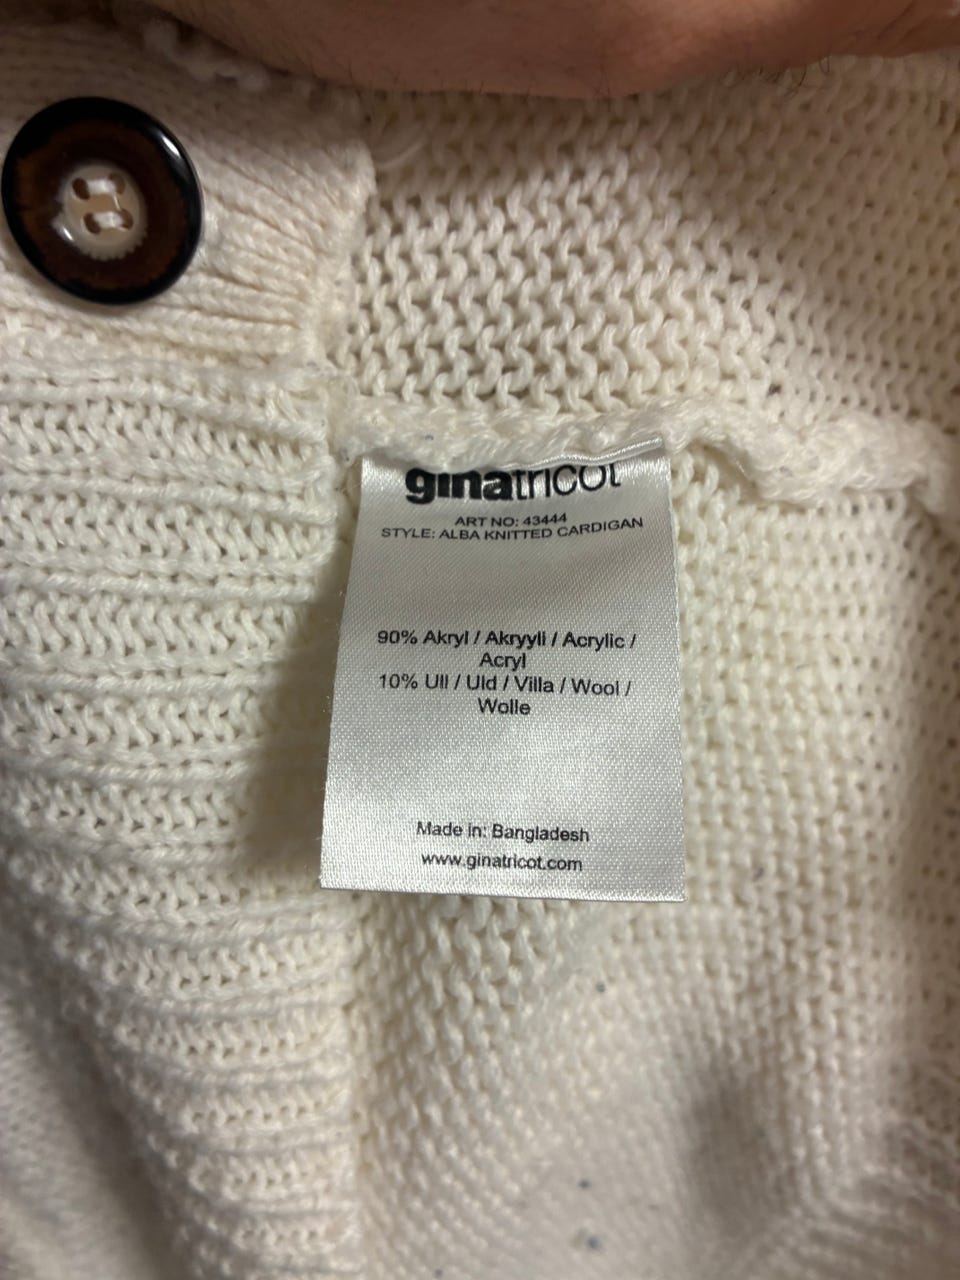 ginatricot
ART NO: 43444
STYLE: ALBA KNITTED CARDIGAN
90% Akryl / Akryyli / Acrylic /
Acryl
10% Ull / Uld / Villa / Wool /
Wolle
Made in: Bangladesh
www.ginatricot.com